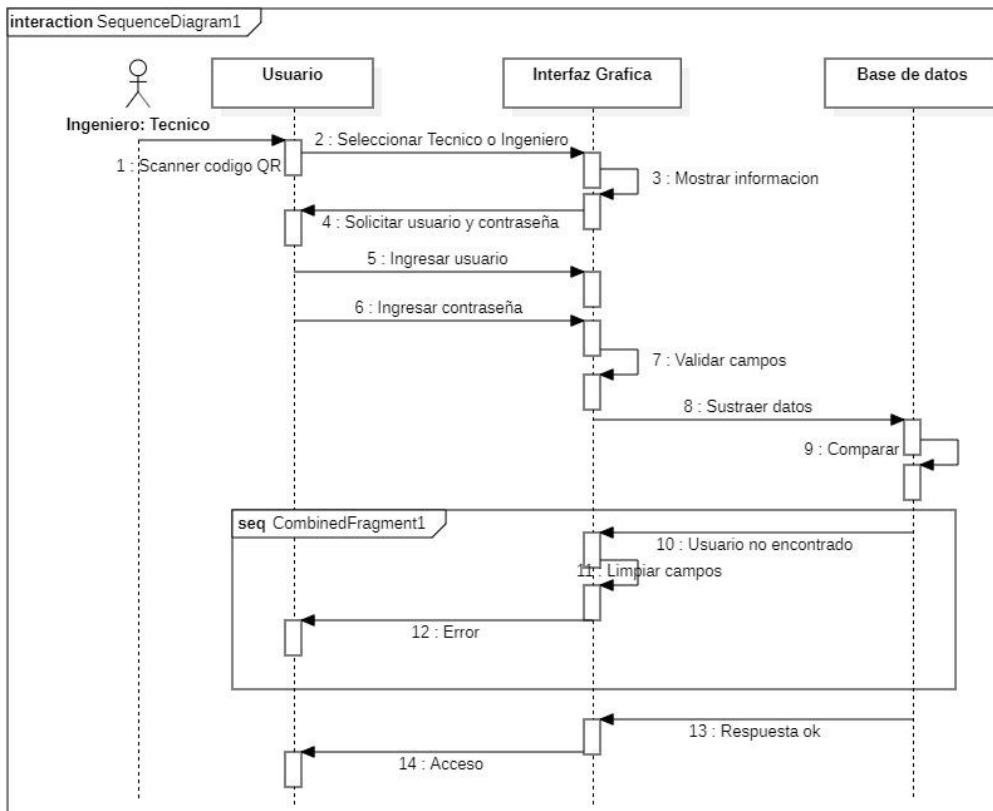 interaction SequenceDiagram1
Usuario
Interfaz Grafica
Base de datos
Ingeniero: Tecnico
2 : Seleccionar Tecnico o Ingeniero
1 : Scanner codigo QR
3 : Mostrar informacion
4 : Solicitar usuario y contraseña
5 : Ingresar usuario
6 : Ingresar contraseña
7 : Validar campos
8 : Sustraer datos
9 : Comparar
seq CombinedFragment1
10 : Usuario no encontrado
11 : Limpiar campos
12 : Error
13 : Respuesta ok
14 : Acceso